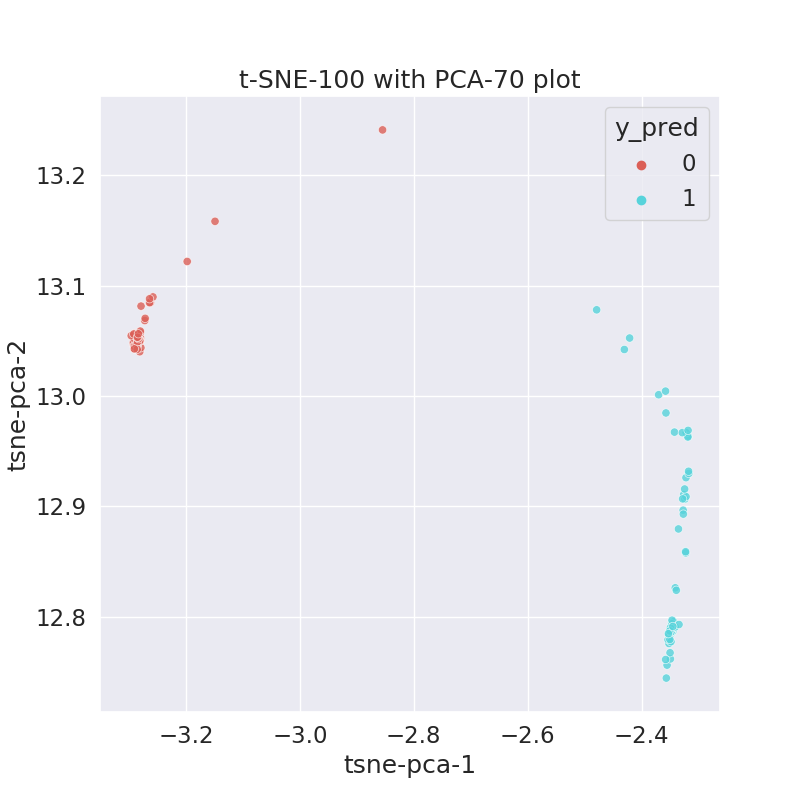 t-SNE-100 with PCA-70 plot
y_pred
0
1
13.2
13.1
13.0
12.9
12.8
tsne-pca-2
−3.2 −3.0 −2.8 −2.6 −2.4
tsne-pca-1